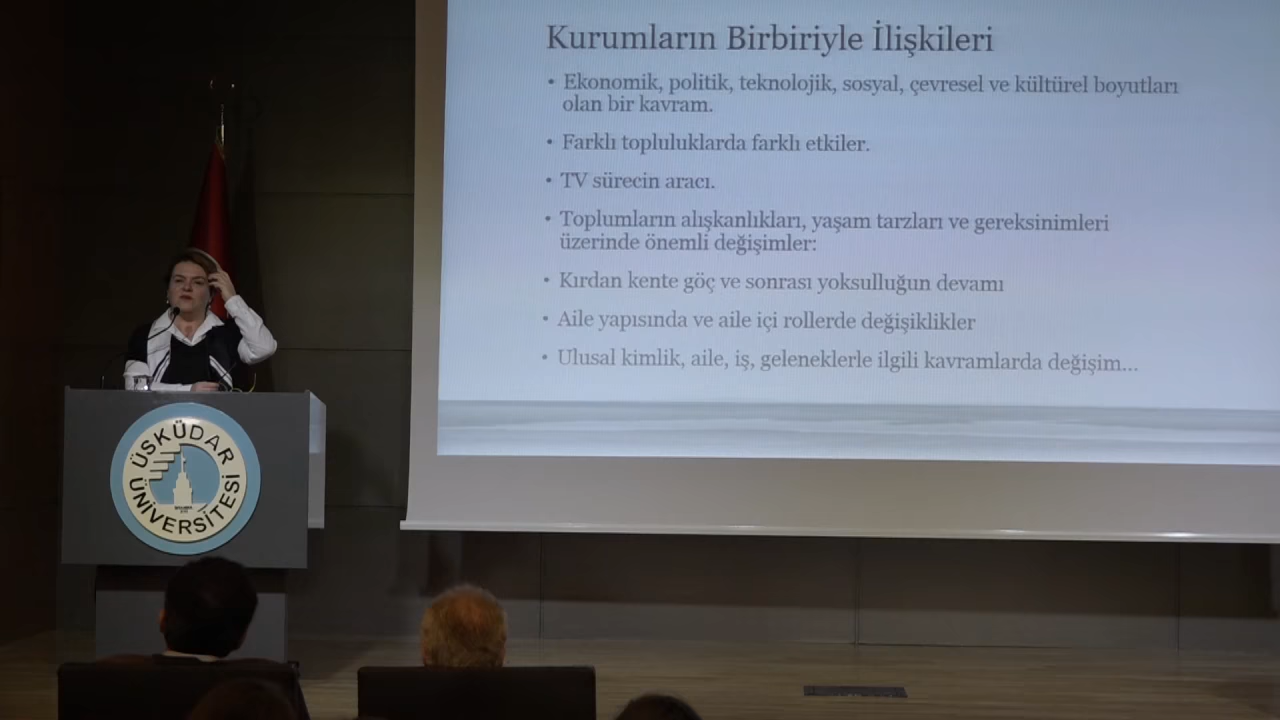 Kurumların Birbiriyle İlişkileri
• Ekonomik, politik, teknolojik, sosyal, çevresel ve kültürel boyutları
olan bir kavram.
• Farklı topluluklarda farklı etkiler.
• TV sürecin aracı.
• Toplumların alışkanlıkları, yaşam tarzları ve gereksinimleri
üzerinde önemli değişimler:
• Kırdan kente göç ve sonrası yoksulluğun devamı
• Aile yapısında ve aile içi rollerde değişiklikler
• Ulusal kimlik, aile, iş, geleneklerle ilgili kavramlarda değişim...
ÜSKÜDAR
ÜNİVERSİTESİ